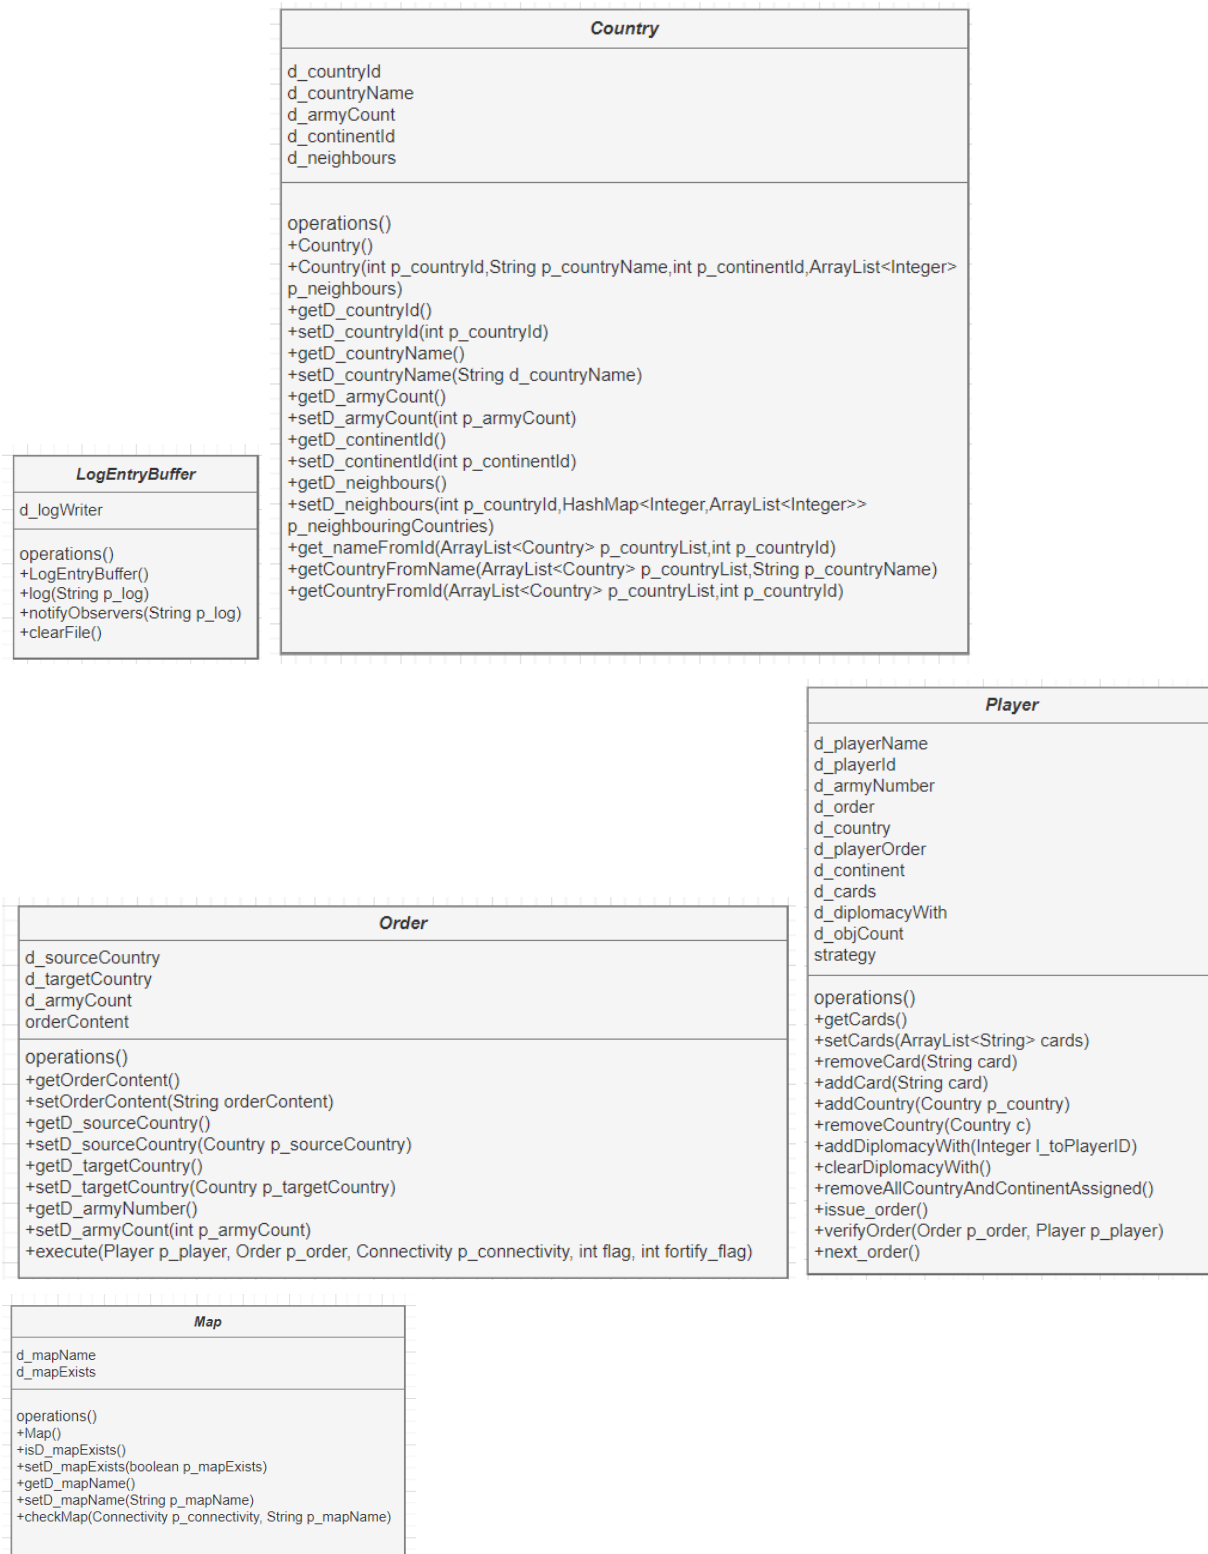 Country
d_countryId
d_countryName
d_armyCount
d_continentId
d_neighbours
operations()
+Country()
+Country(int p_countryId,String p_countryName,int p_continentId,ArrayList<Integer>
p_neighbours)
+getD_countryId()
+setD_countryId(int p_countryId)
+getD_countryName()
+setD_countryName(String d_countryName)
+getD_armyCount()
+setD_armyCount(int p_armyCount)
+getD_continentId()
+setD_continentId(int p_continentId)
+getD_neighbours()
+setD_neighbours(int p_countryId,HashMap<Integer,ArrayList<Integer>>
p_neighbouringCountries)
+get_nameFromId(ArrayList<Country> p_countryList,int p_countryId)
+getCountryFromName(ArrayList<Country> p_countryList,String p_countryName)
+getCountryFromId(ArrayList<Country> p_countryList,int p_countryId)
LogEntryBuffer
d_logWriter
operations()
+LogEntryBuffer()
+log(String p_log)
+notifyObservers(String p_log)
+clearFile()
Player
d_playerName
d_playerId
d_armyNumber
d_order
d_country
d_playerOrder
d_continent
d_cards
d_diplomacyWith
d_objCount
strategy
operations()
+getCards()
+setCards(ArrayList<String> cards)
+removeCard(String card)
+addCard(String card)
+addCountry(Country p_country)
+removeCountry(Country c)
+addDiplomacyWith(Integer l_toPlayerID)
+clearDiplomacyWith()
+removeAllCountryAndContinentAssigned()
+issue_order()
+verifyOrder(Order p_order, Player p_player)
+next_order()
Order
d_sourceCountry
d_targetCountry
d_armyCount
orderContent
operations()
+getOrderContent()
+setOrderContent(String orderContent)
+getD_sourceCountry()
+setD_sourceCountry(Country p_sourceCountry)
+getD_targetCountry()
+setD_targetCountry(Country p_targetCountry)
+getD_armyNumber()
+setD_armyCount(int p_armyCount)
+execute(Player p_player, Order p_order, Connectivity p_connectivity, int flag, int fortify_flag)
Map
d_mapName
d_mapExists
operations()
+Map()
+isD_mapExists()
+setD_mapExists(boolean p_mapExists)
+getD_mapName()
+setD_mapName(String p_mapName)
+checkMap(Connectivity p_connectivity, String p_mapName)